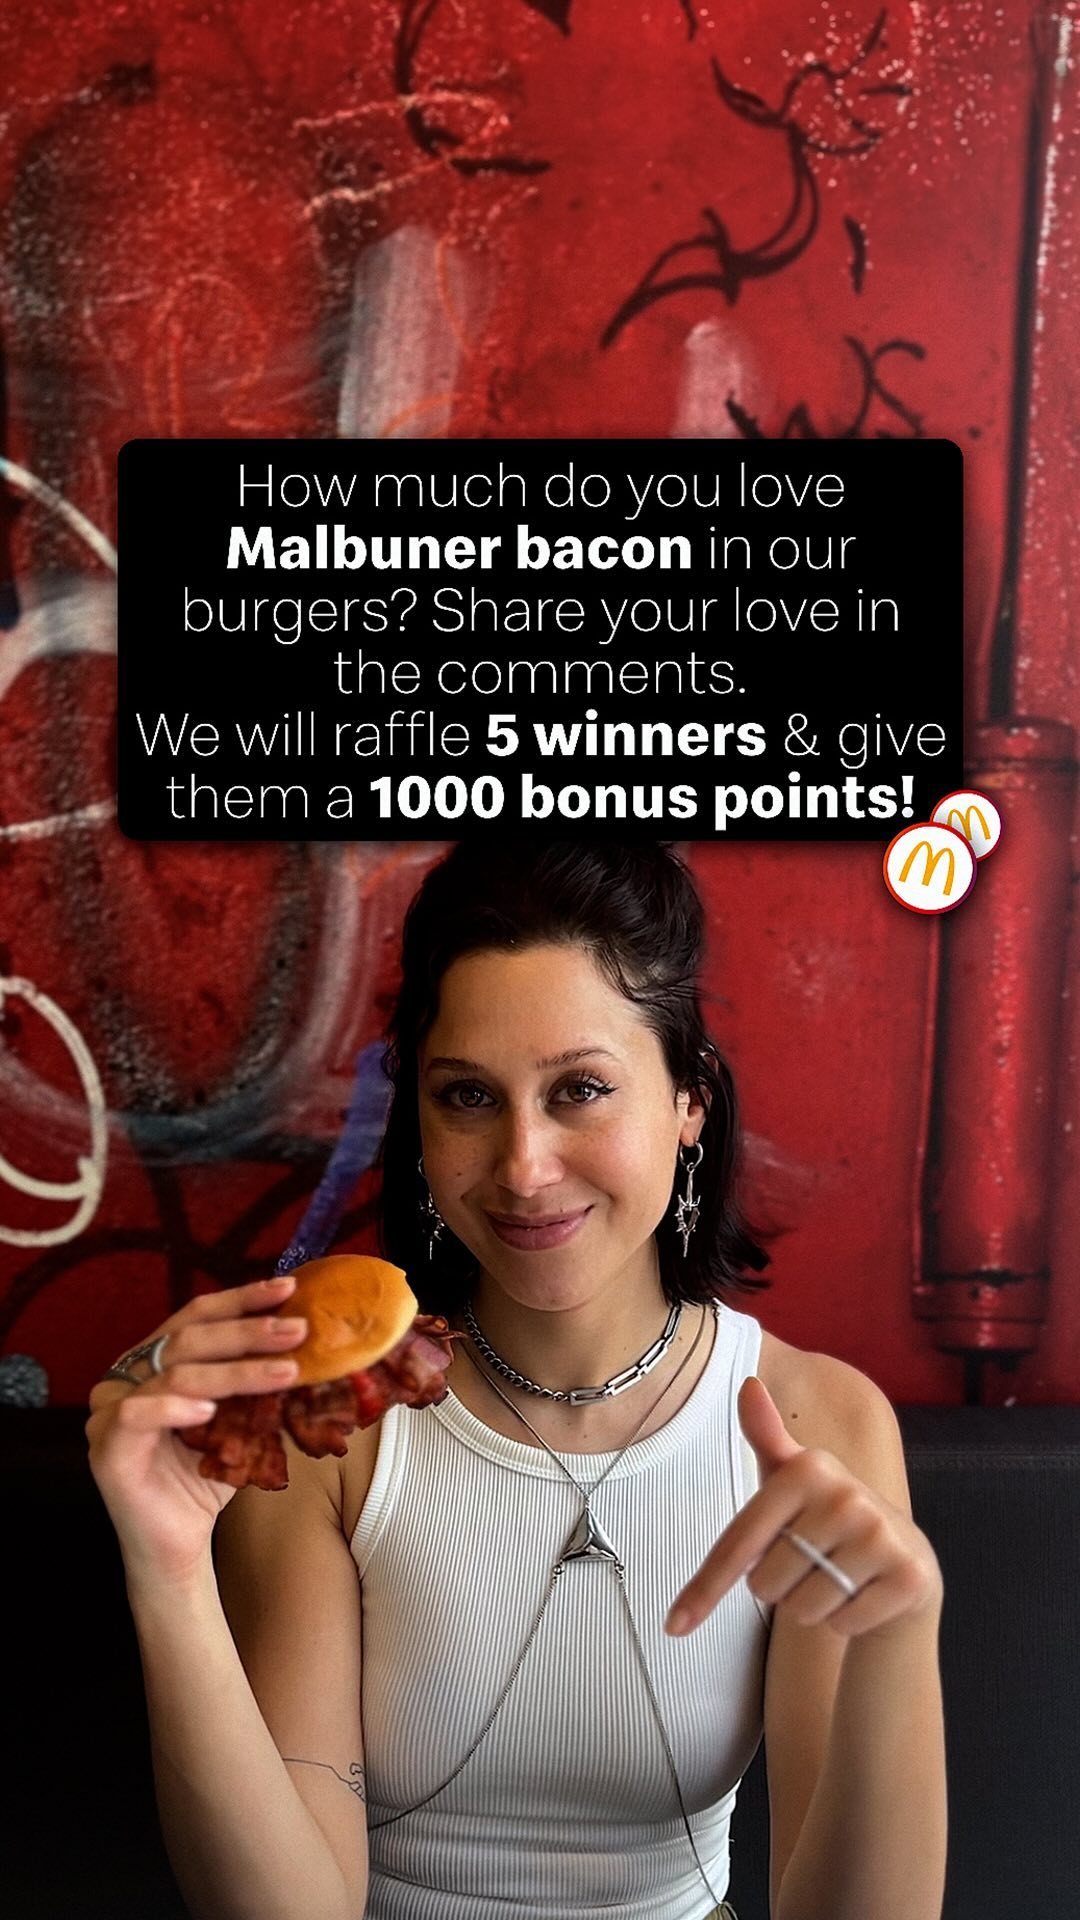 How much do you love
Malbuner bacon in our
burgers? Share your love in
the comments.
We will raffle 5 winners & give
them a 1000 bonus points!